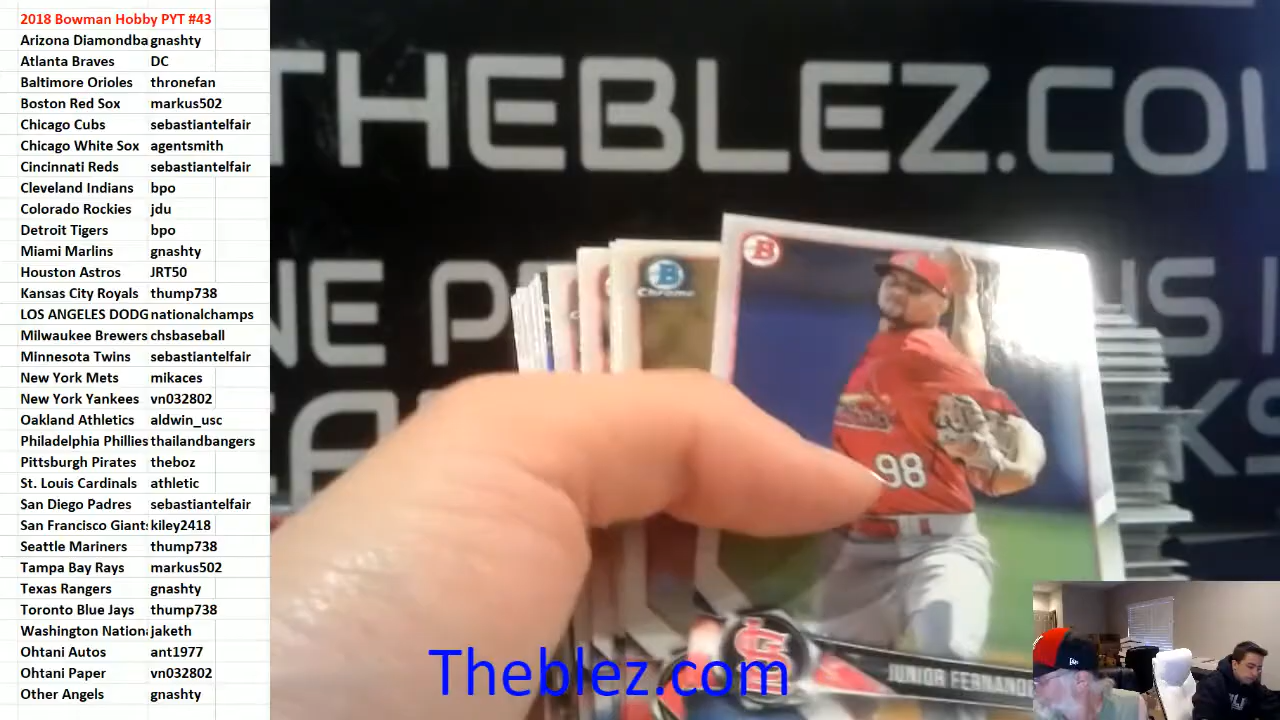 2018 Bowman Hobby PYT #43
Arizona Diamondba gnashty
Atlanta Braves DC
Baltimore Orioles thronefan
Boston Red Sox markus502
Chicago Cubs sebastiantelfair
Chicago White Sox agentsmith
Cincinnati Reds sebastiantelfair
Cleveland Indians bpo
Colorado Rockies jdu
Detroit Tigers bpo
Miami Marlins gnashty
Houston Astros JRT50
Kansas City Royals thump738
LOS ANGELES DODG nationalchamps
Milwaukee Brewers chsbaseball
Minnesota Twins sebastiantelfair
New York Mets mikaces
New York Yankees vn032802
Oakland Athletics aldwin_usc
Philadelphia Phillies thailandbangers
Pittsburgh Pirates theboz
St. Louis Cardinals athletic
San Diego Padres sebastiantelfair
San Francisco Giant kiley2418
Seattle Mariners thump738
Tampa Bay Rays markus502
Texas Rangers gnashty
Toronto Blue Jays thump738
Washington Nation jaketh
Ohtani Autos ant1977
Ohtani Paper vn032802
Other Angels gnashty
THEBLEZ.CO
B
B
Chrome
98
JUNIOR FERNAND
Theblez.com